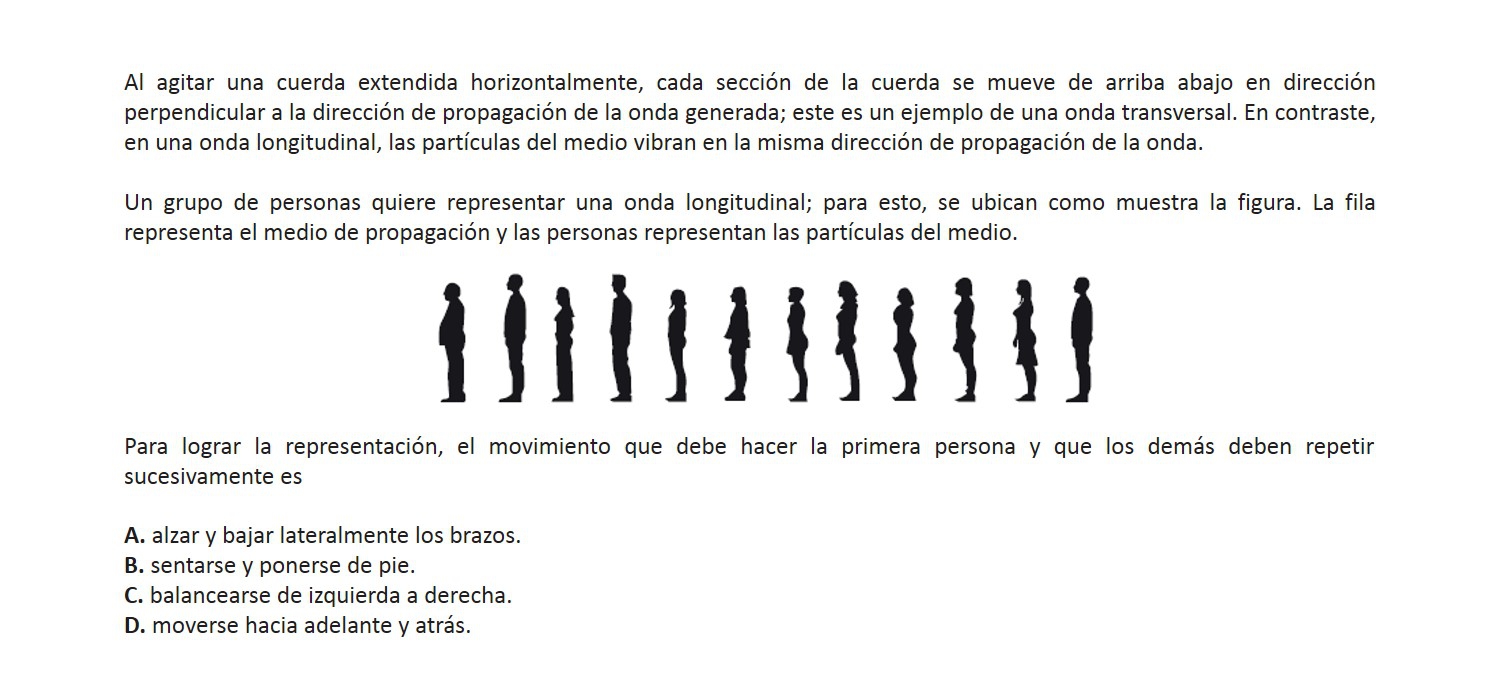 Al agitar una cuerda extendida horizontalmente, cada sección de la cuerda se mueve de arriba abajo en dirección
perpendicular a la dirección de propagación de la onda generada; este es un ejemplo de una onda transversal. En contraste,
en una onda longitudinal, las partículas del medio vibran en la misma dirección de propagación de la onda.
Un grupo de personas quiere representar una onda longitudinal; para esto, se ubican como muestra la figura. La fila
representa el medio de propagación y las personas representan las partículas del medio.
Para lograr la representación, el movimiento que debe hacer la primera persona y que los demás deben repetir
sucesivamente es
A. alzar y bajar lateralmente los brazos.
B. sentarse y ponerse de pie.
C. balancearse de izquierda a derecha.
D. moverse hacia adelante y atrás.